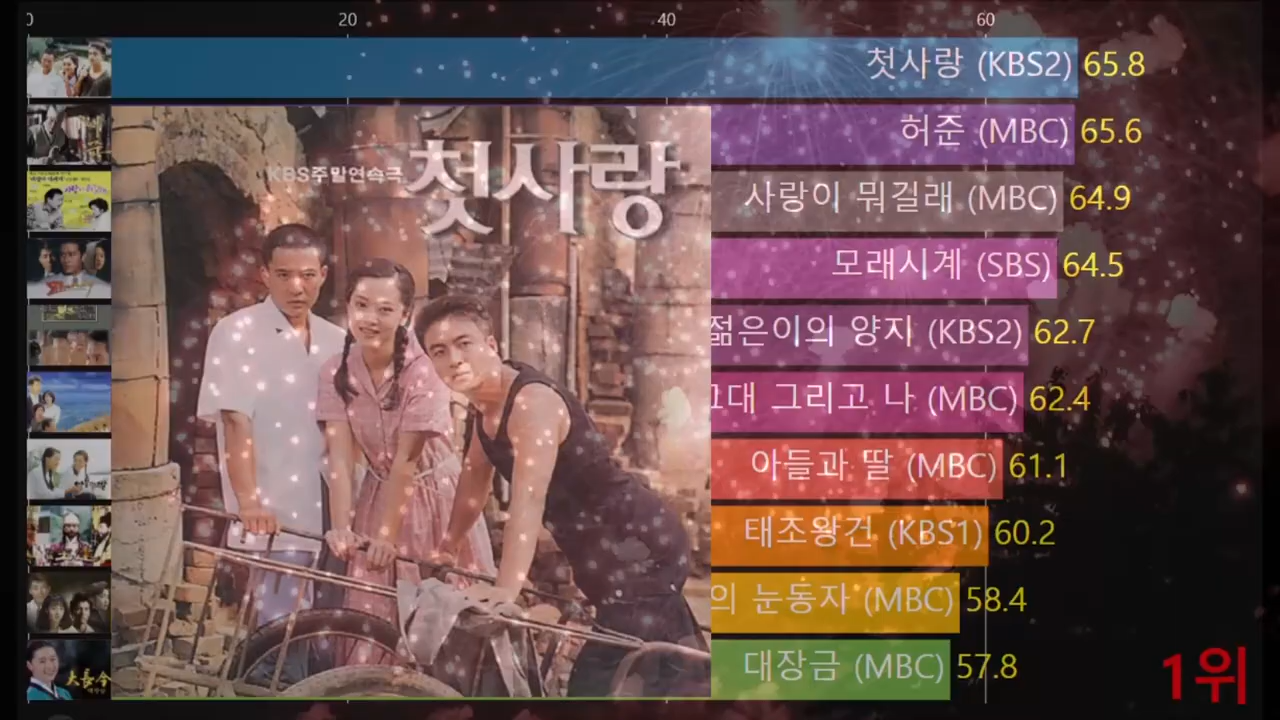 0 20 40 60
첫사랑 (KBS2) 65.8
허준 (MBC) 65.6
KBS주말연속극 첫사랑
사랑이 뭐길래 (MBC) 64.9
모래시계 (SBS) 64.5
젊은이의 양지 (KBS2) 62.7
그대 그리고 나 (MBC) 62.4
아들과 딸 (MBC) 61.1
태조왕건 (KBS1) 60.2
의 눈동자 (MBC) 58.4
대장금 (MBC) 57.8
1위